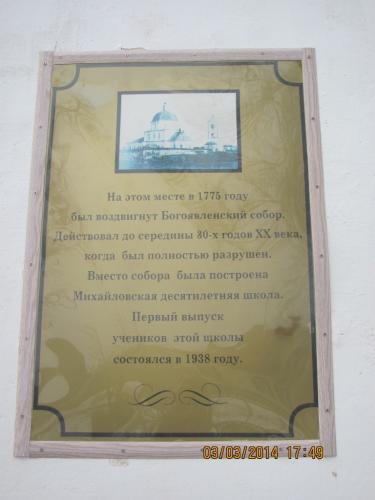 На этом месте в 1775 году
был воздвигнут Богоявленский собор.
Действовал до середины 30-х годов XX века,
когда был полностью разрушен.
Вместо собора была построена
Михайловская десятилетняя школа.
Первый выпуск
учеников этой школы
состоялся в 1938 году.
03/03/2014 17:49